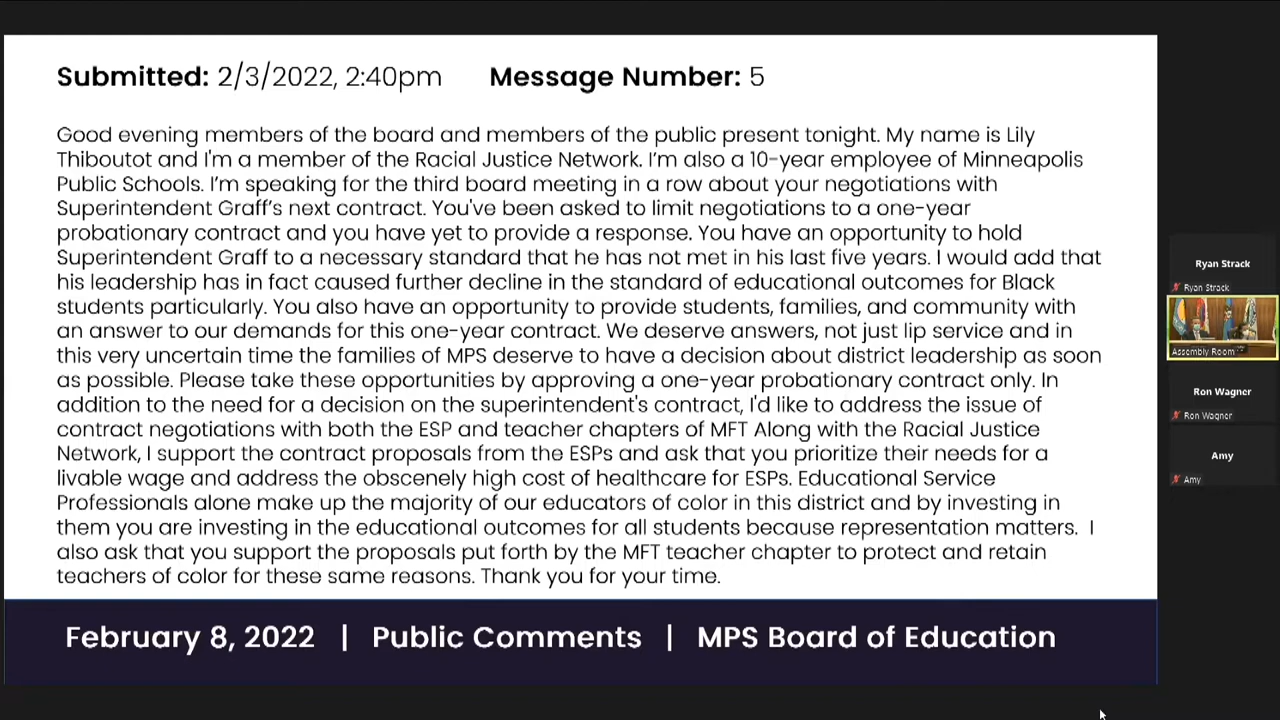 Submitted: 2/3/2022, 2:40pm Message Number: 5
Good evening members of the board and members of the public present tonight. My name is Lily
Thiboutot and I'm a member of the Racial Justice Network. I'm also a 10-year employee of Minneapolis
Public Schools. I'm speaking for the third board meeting in a row about your negotiations with
Superintendent Graff's next contract. You've been asked to limit negotiations to a one-year
probationary contract and you have yet to provide a response. You have an opportunity to hold
Superintendent Graff to a necessary standard that he has not met in his last five years. I would add that
his leadership has in fact caused further decline in the standard of educational outcomes for Black
students particularly. You also have an opportunity to provide students, families, and community with
an answer to our demands for this one-year contract. We deserve answers, not just lip service and in
this very uncertain time the families of MPS deserve to have a decision about district leadership as soon
as possible. Please take these opportunities by approving a one-year probationary contract only. In
addition to the need for a decision on the superintendent's contract, I'd like to address the issue of
contract negotiations with both the ESP and teacher chapters of MFT Along with the Racial Justice
Network, I support the contract proposals from the ESPs and ask that you prioritize their needs for a
livable wage and address the obscenely high cost of healthcare for ESPs. Educational Service
Professionals alone make up the majority of our educators of color in this district and by investing in
them you are investing in the educational outcomes for all students because representation matters. I
also ask that you support the proposals put forth by the MFT teacher chapter to protect and retain
teachers of color for these same reasons. Thank you for your time.
February 8, 2022 | Public Comments | MPS Board of Education
Ryan Strack
Ryan Strack
Assembly Room
Ron Wagner
Ron Wagner
Amy
Amy